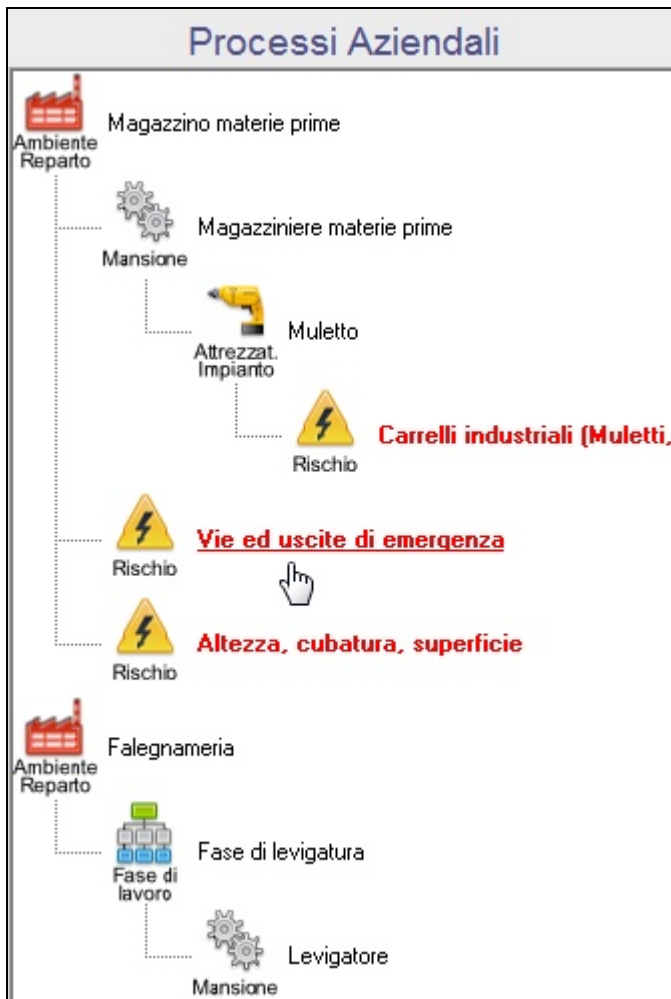 Processi Aziendali
Ambiente
Reparto
Magazzino materie prime
Mansione
Magazziniere materie prime
Attrezzat.
Impianto
Muletto
Rischio
Carrelli industriali (Muletti,
Rischio
Vie ed uscite di emergenza
Rischio
Altezza, cubatura, superficie
Ambiente
Reparto
Falegnameria
Fase di
lavoro
Fase di levigatura
Mansione
Levigatore